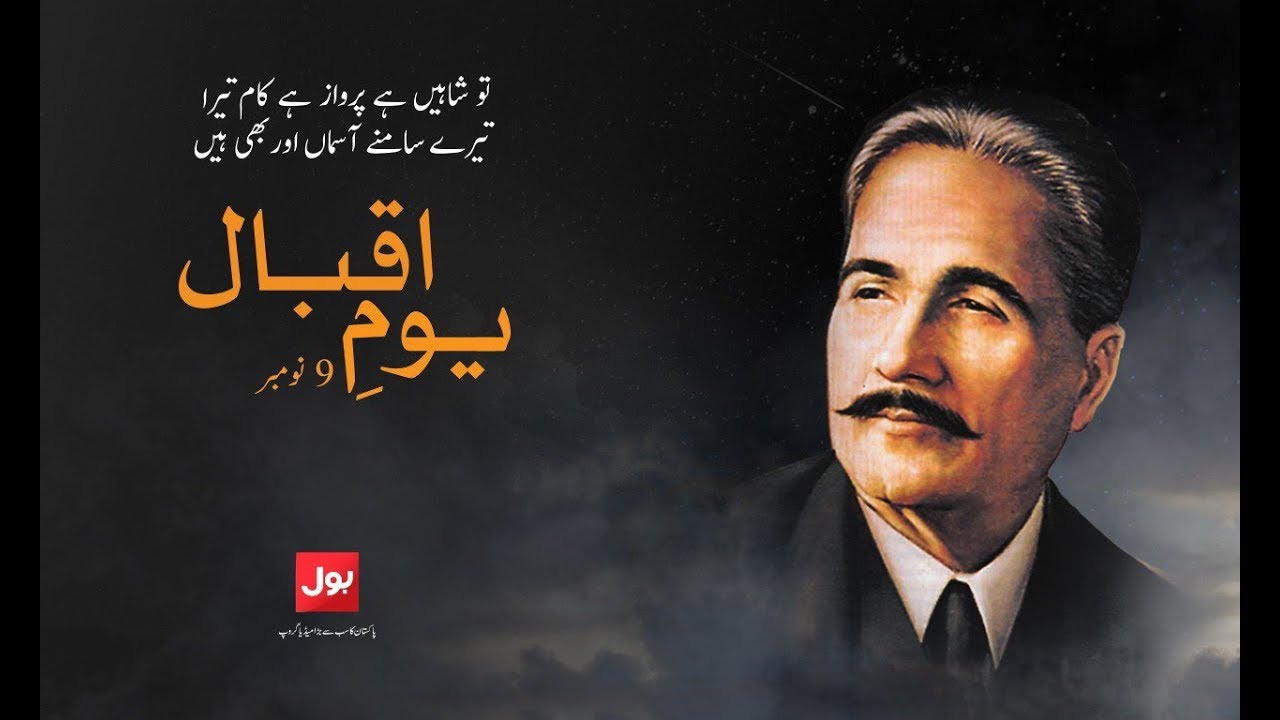 تو شاہیں ہے پرواز ہے کام تیرا
تیرے سامنے آسماں اور بھی ہیں
یومِ اقبال
9 نومبر
بول
پاکستان کا سب سے بڑا میڈیا گروپ